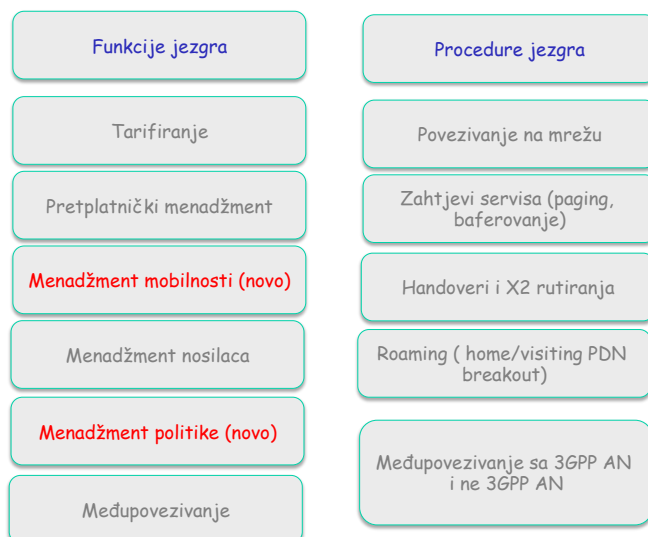 Funkcije jezgra
Tarifiranje
Pretplatnički menadžment
Menadžment mobilnosti (novo)
Menadžment nosilaca
Menadžment politike (novo)
Međupovezivanje
Procedure jezgra
Povezivanje na mrežu
Zahtjevi servisa (paging,
baferovanje)
Handoveri i X2 rutiranja
Roaming ( home/visiting PDN
breakout)
Međupovezivanje sa 3GPP AN
i ne 3GPP AN